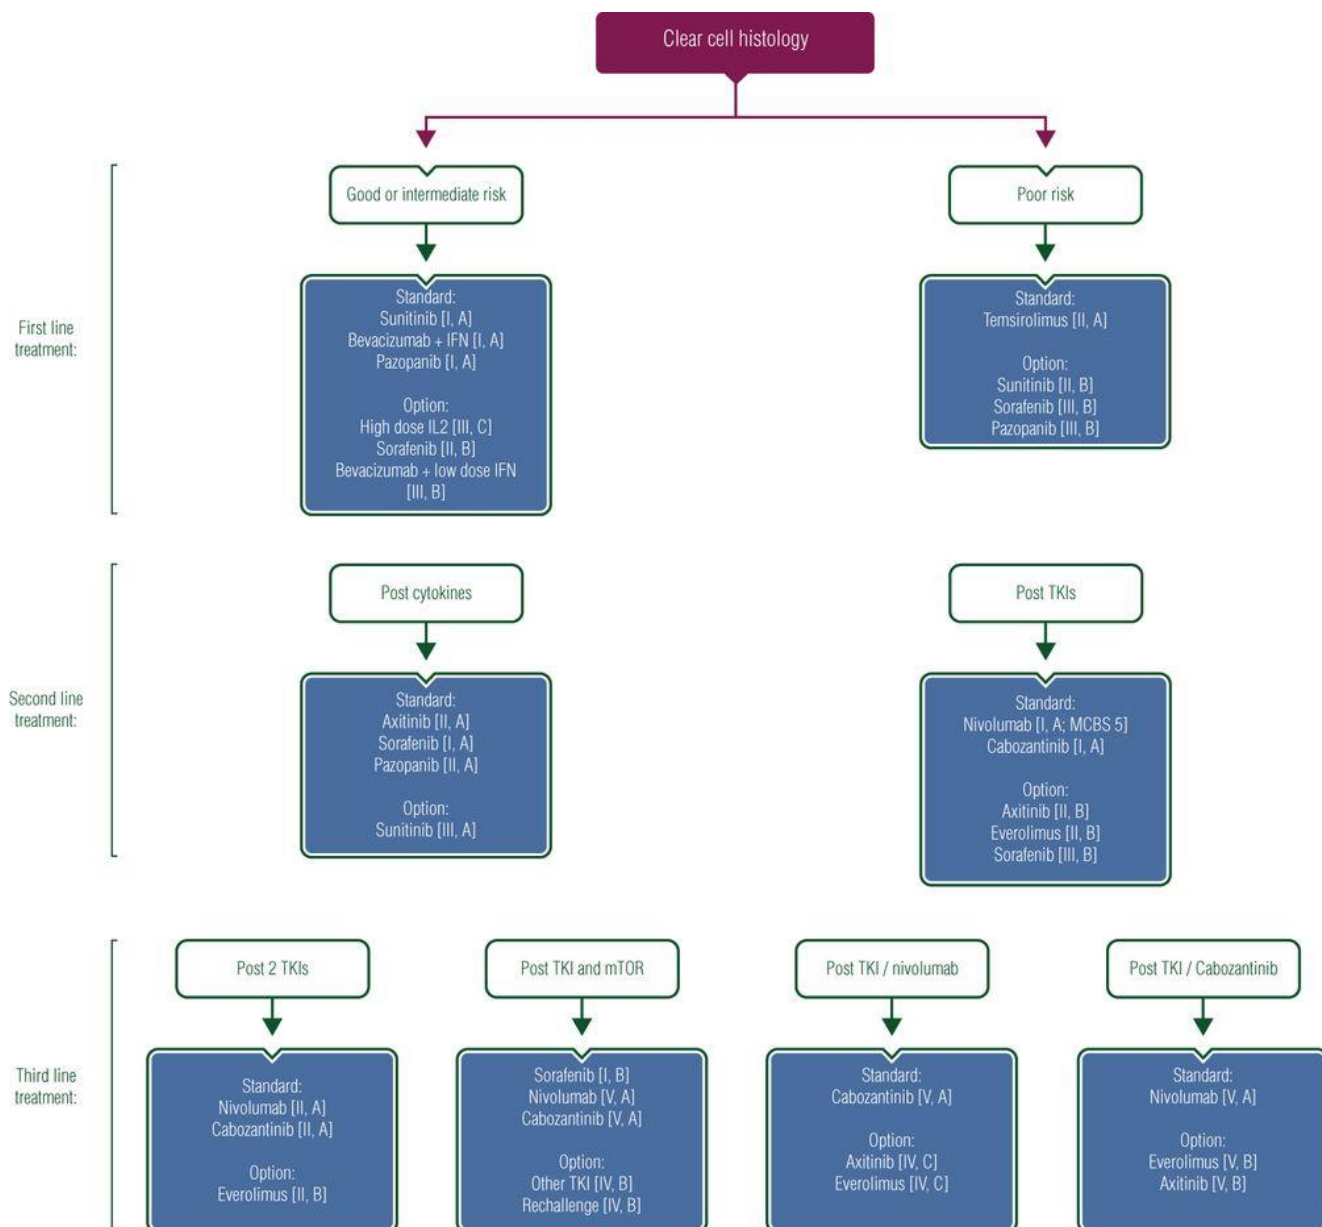 Clear cell histology
Good or intermediate risk
Poor risk
First line
treatment:
Standard:
Sunitinib [I, A]
Bevacizumab + IFN [I, A]
Pazopanib [I, A]
Option:
High dose IL2 [III, C]
Sorafenib [II, B]
Bevacizumab + low dose IFN
[III, B]
Standard:
Temsirolimus [II, A]
Option:
Sunitinib [II, B]
Sorafenib [III, B]
Pazopanib [III, B]
Post cytokines
Post TKIs
Second line
treatment:
Standard:
Axitinib [II, A]
Sorafenib [I, A]
Pazopanib [II, A]
Option:
Sunitinib [III, A]
Standard:
Nivolumab [I, A; MCBS 5]
Cabozantinib [I, A]
Option:
Axitinib [II, B]
Everolimus [II, B]
Sorafenib [III, B]
Post 2 TKIs
Post TKI and mTOR
Post TKI / nivolumab
Post TKI / Cabozantinib
Third line
treatment:
Standard:
Nivolumab [II, A]
Cabozantinib [II, A]
Option:
Everolimus [II, B]
Sorafenib [I, B]
Nivolumab [V, A]
Cabozantinib [V, A]
Option:
Other TKI [IV, B]
Rechallenge [IV, B]
Standard:
Cabozantinib [V, A]
Option:
Axitinib [IV, C]
Everolimus [IV, C]
Standard:
Nivolumab [V, A]
Option:
Everolimus [V, B]
Axitinib [V, B]